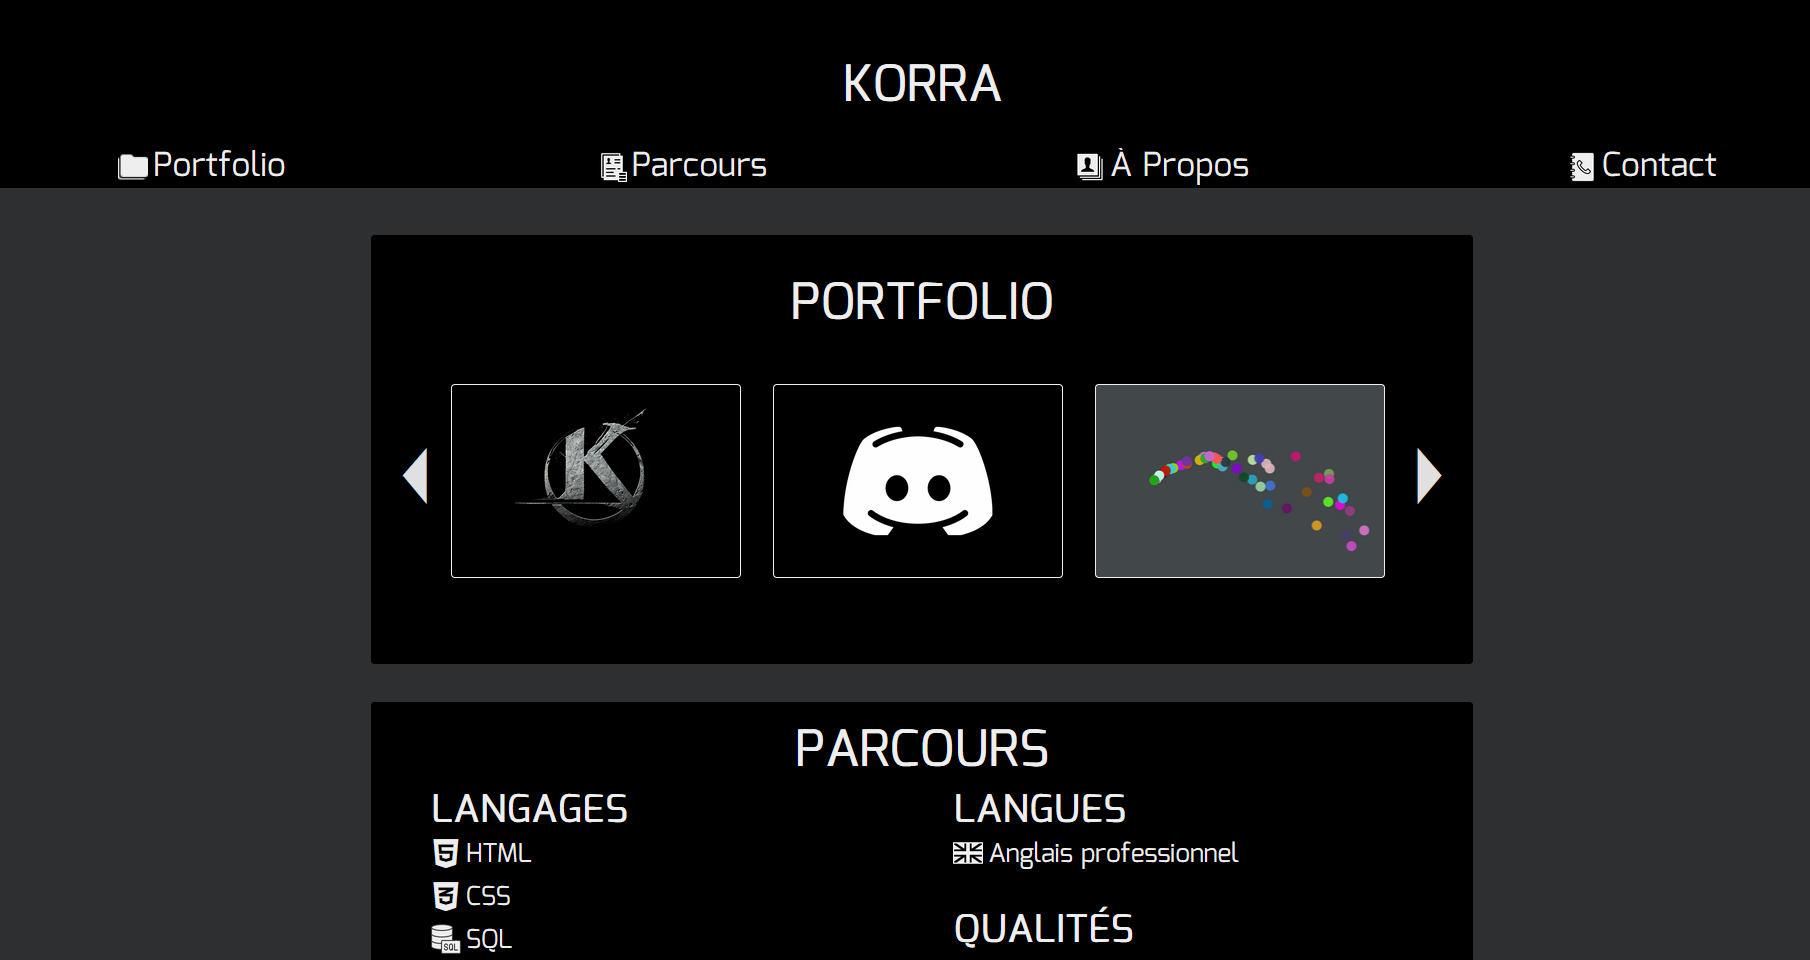 KORRA
Portfolio
Parcours
À Propos
Contact
PORTFOLIO
K
PARCOURS
LANGAGES
HTML
CSS
SQL
LANGUES
Anglais professionnel
QUALITÉS